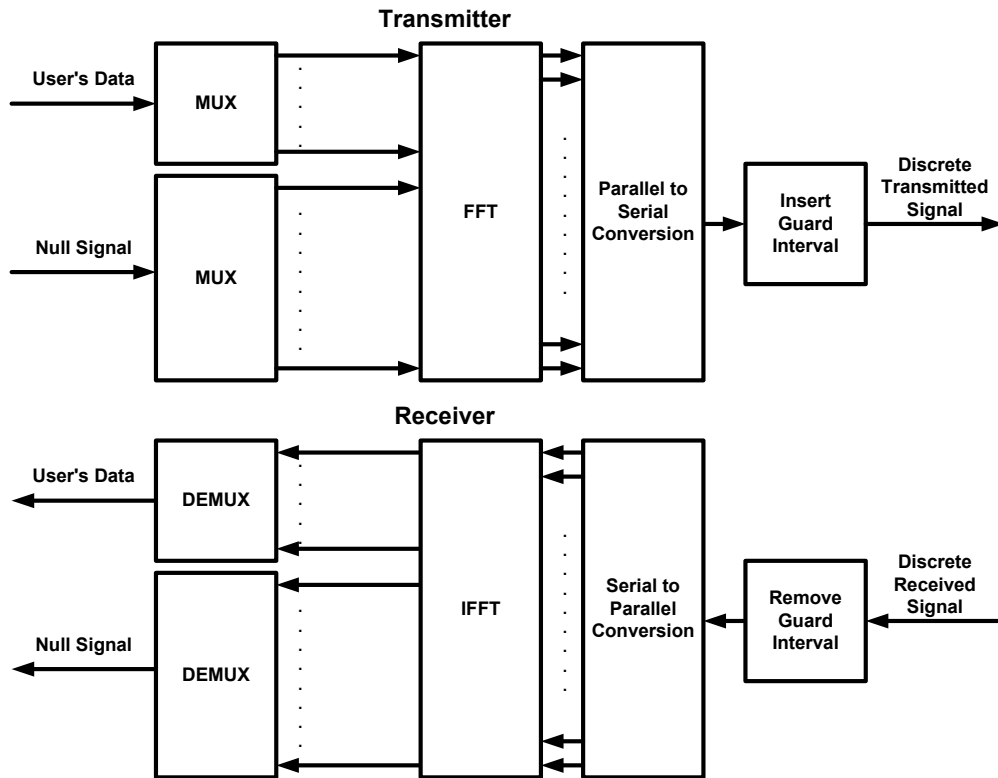 Transmitter
User's Data
MUX
Null Signal
MUX
FFT
Parallel to
Serial
Conversion
Insert
Guard
Interval
Discrete
Transmitted
Signal
Receiver
User's Data
DEMUX
Null Signal
DEMUX
IFFT
Serial to
Parallel
Conversion
Remove
Guard
Interval
Discrete
Received
Signal